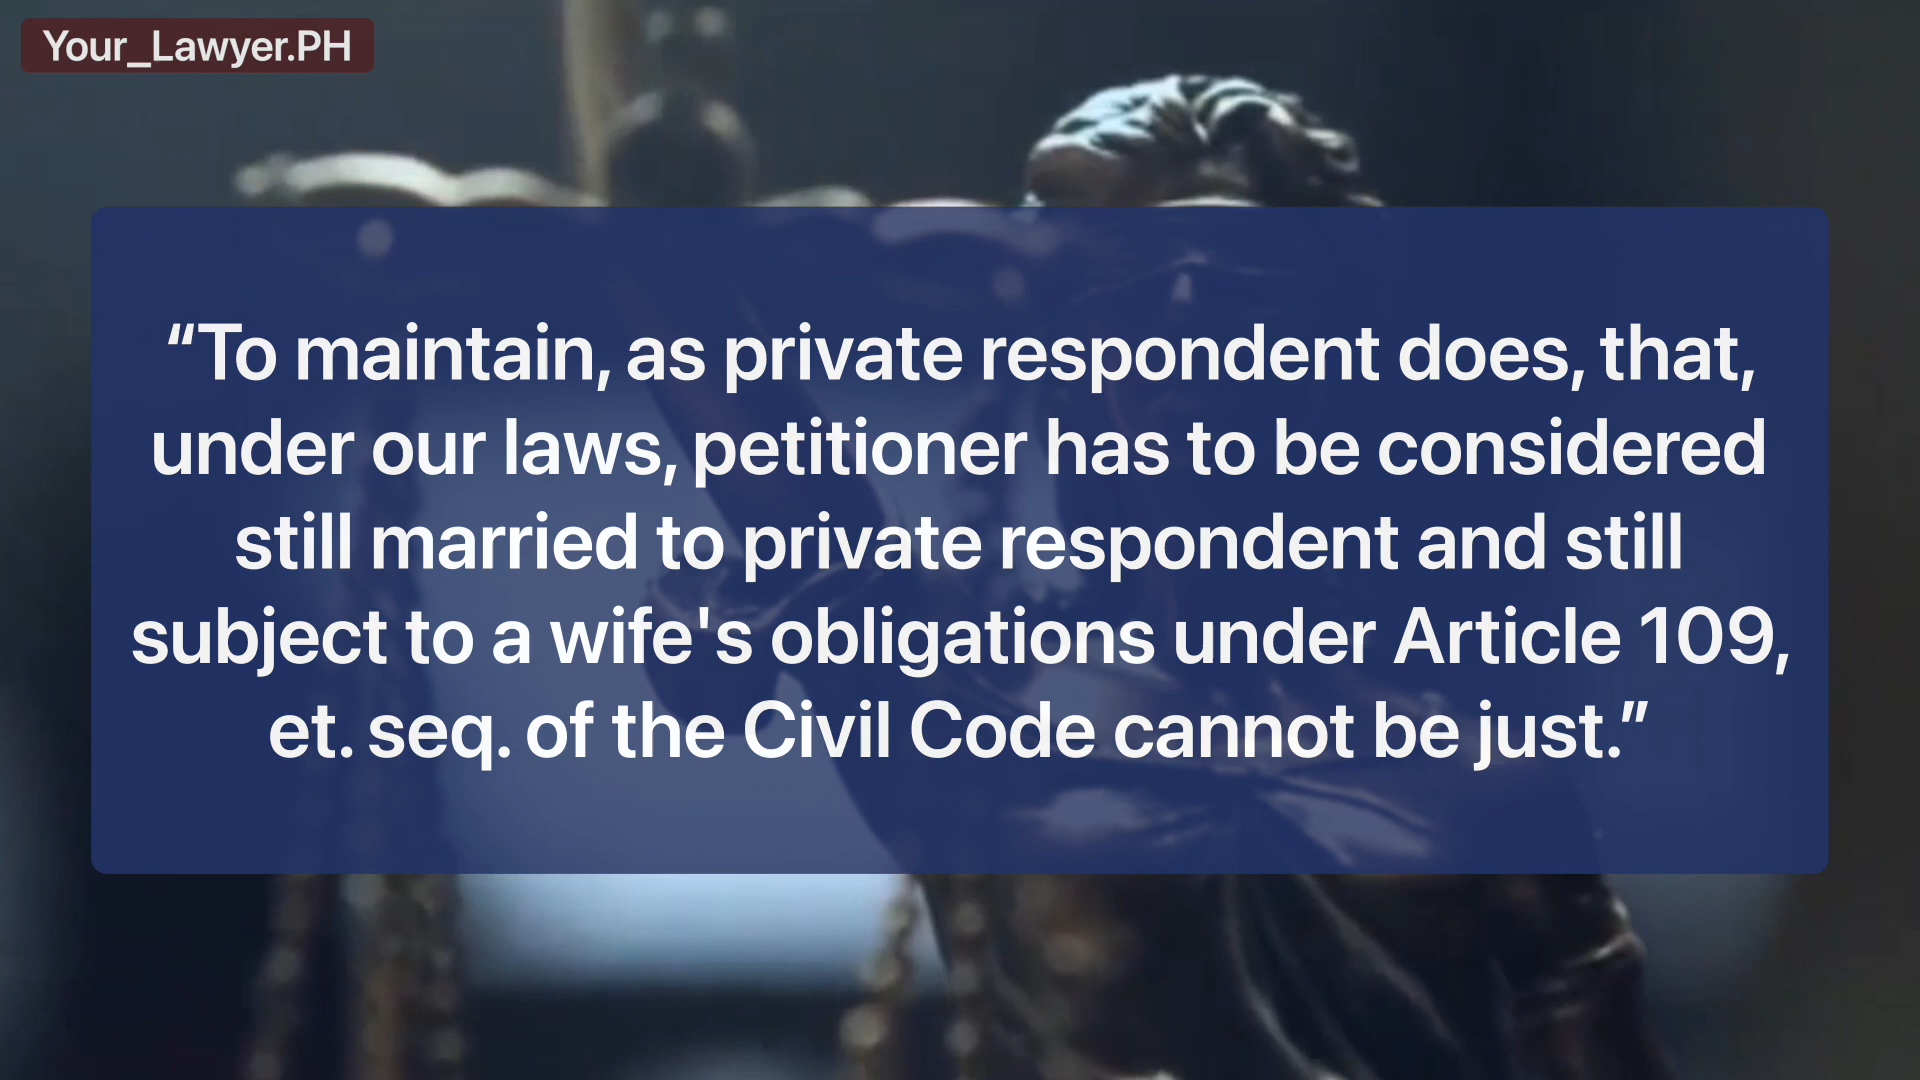 Your_Lawyer.PH
“To maintain, as private respondent does, that,
under our laws, petitioner has to be considered
still married to private respondent and still
subject to a wife's obligations under Article 109,
et. seq. of the Civil Code cannot be just.”